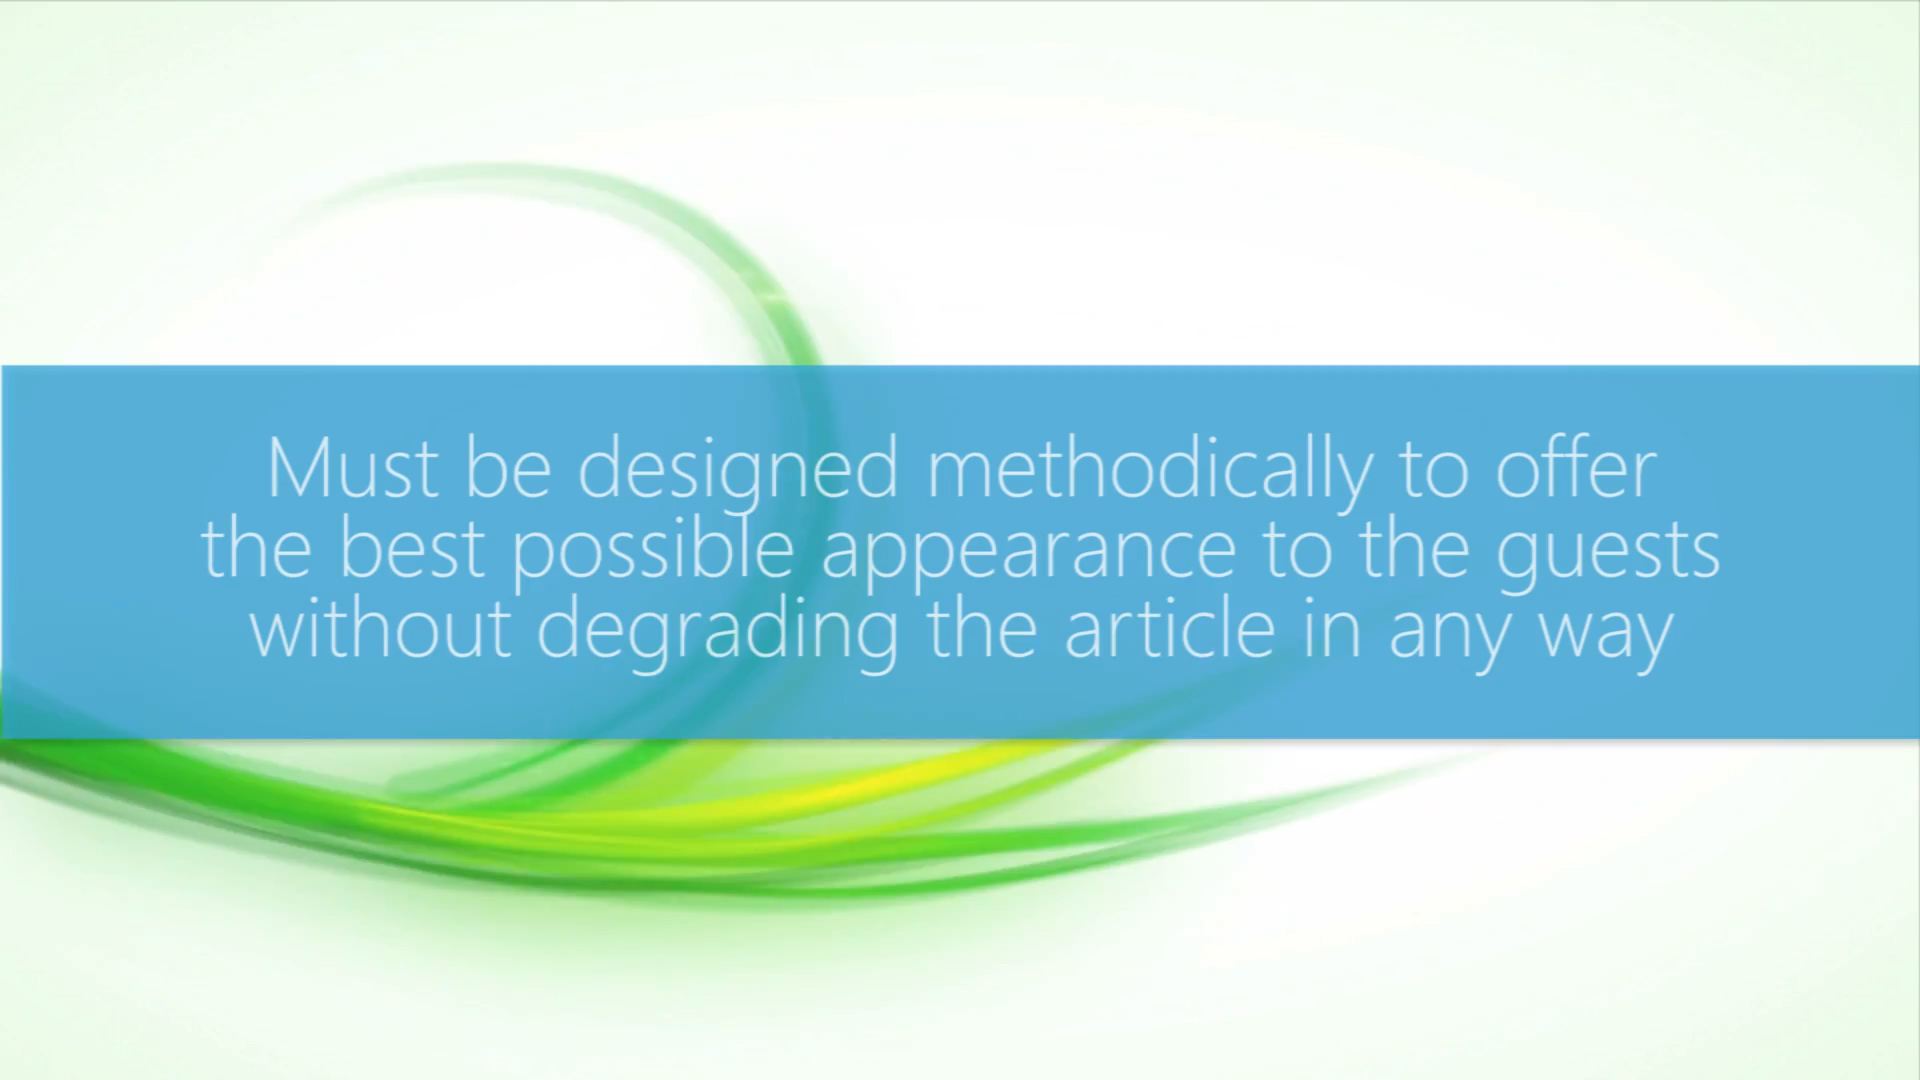 Must be designed methodically to offer
the best possible appearance to the guests
without degrading the article in any way